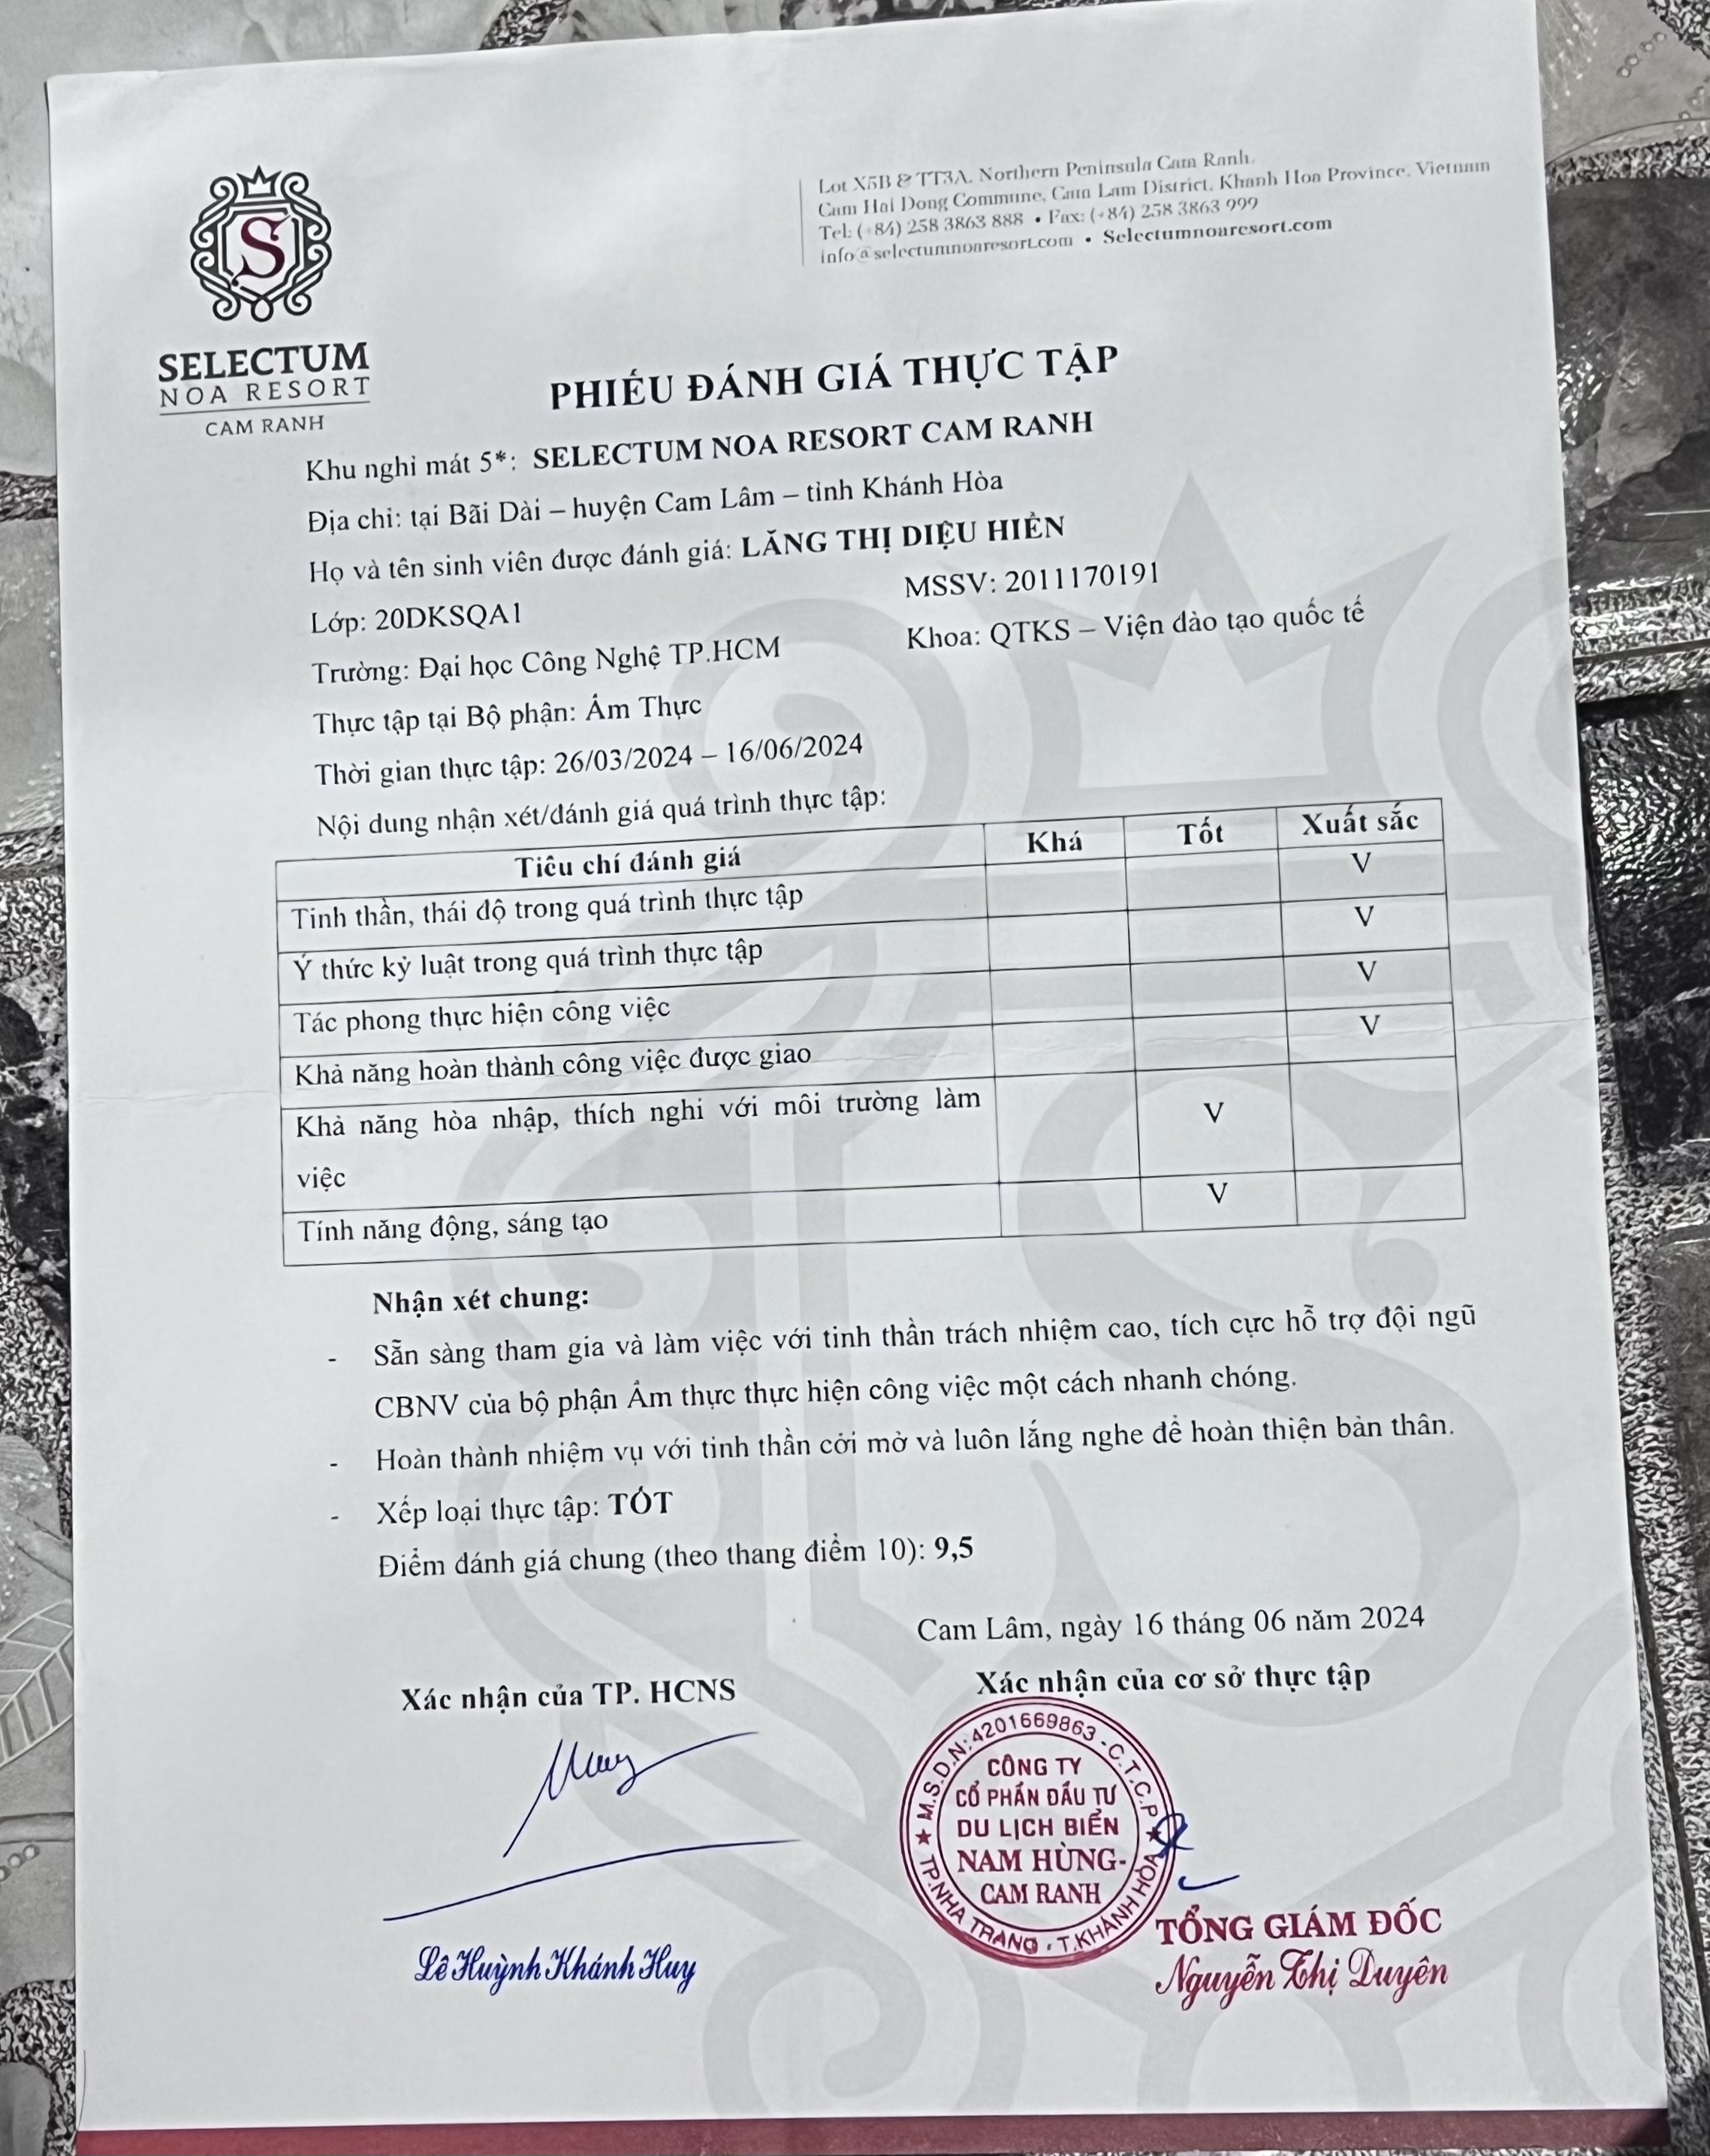 S
SELECTUM
NOA RESORT
CAM RANH
Lot X5B & TT3A, Northern Peninsula Cam Ranh,
Cam Hai Dong Commune, Cam Lam District, Khanh Hoa Province, Vietnam
Tel: (+84) 258 3863 888 • Fax: (+84) 258 3863 999
info@selectumnoaresort.com • Selectumnoaresort.com
PHIẾU ĐÁNH GIÁ THỰC TẬP
Khu nghỉ mát 5*: SELECTUM NOA RESORT CAM RANH
Địa chỉ: tại Bãi Dài – huyện Cam Lâm – tỉnh Khánh Hòa
Họ và tên sinh viên được đánh giá: LĂNG THỊ DIỆU HIỀN
Lớp: 20DKSQA1 MSSV: 2011170191
Trường: Đại học Công Nghệ TP.HCM Khoa: QTKS – Viện đào tạo quốc tế
Thực tập tại Bộ phận: Ẩm Thực
Thời gian thực tập: 26/03/2024 – 16/06/2024
Nội dung nhận xét/đánh giá quá trình thực tập:
Tiêu chí đánh giá Khá Tốt Xuất sắc
Tinh thần, thái độ trong quá trình thực tập V
Ý thức kỷ luật trong quá trình thực tập V
Tác phong thực hiện công việc V
Khả năng hoàn thành công việc được giao V
Khả năng hòa nhập, thích nghi với môi trường làm V
việc
Tính năng động, sáng tạo V
Nhận xét chung:
- Sẵn sàng tham gia và làm việc với tinh thần trách nhiệm cao, tích cực hỗ trợ đội ngũ
CBNV của bộ phận Ẩm thực thực hiện công việc một cách nhanh chóng.
- Hoàn thành nhiệm vụ với tinh thần cởi mở và luôn lắng nghe để hoàn thiện bản thân.
- Xếp loại thực tập: TỐT
Điểm đánh giá chung (theo thang điểm 10): 9,5
Cam Lâm, ngày 16 tháng 06 năm 2024
Xác nhận của TP. HCNS Xác nhận của cơ sở thực tập
Huy
M.S.D.N: 4201669863 - C.T.C.P
CÔNG TY
CỔ PHẦN ĐẦU TƯ
DU LỊCH BIỂN
NAM HÙNG-
CAM RANH
★ TP.NHA TRANG - T.KHÁNH HÒA ★
TỔNG GIÁM ĐỐC
Lê Huỳnh Khánh Huy Nguyễn Thị Duyên